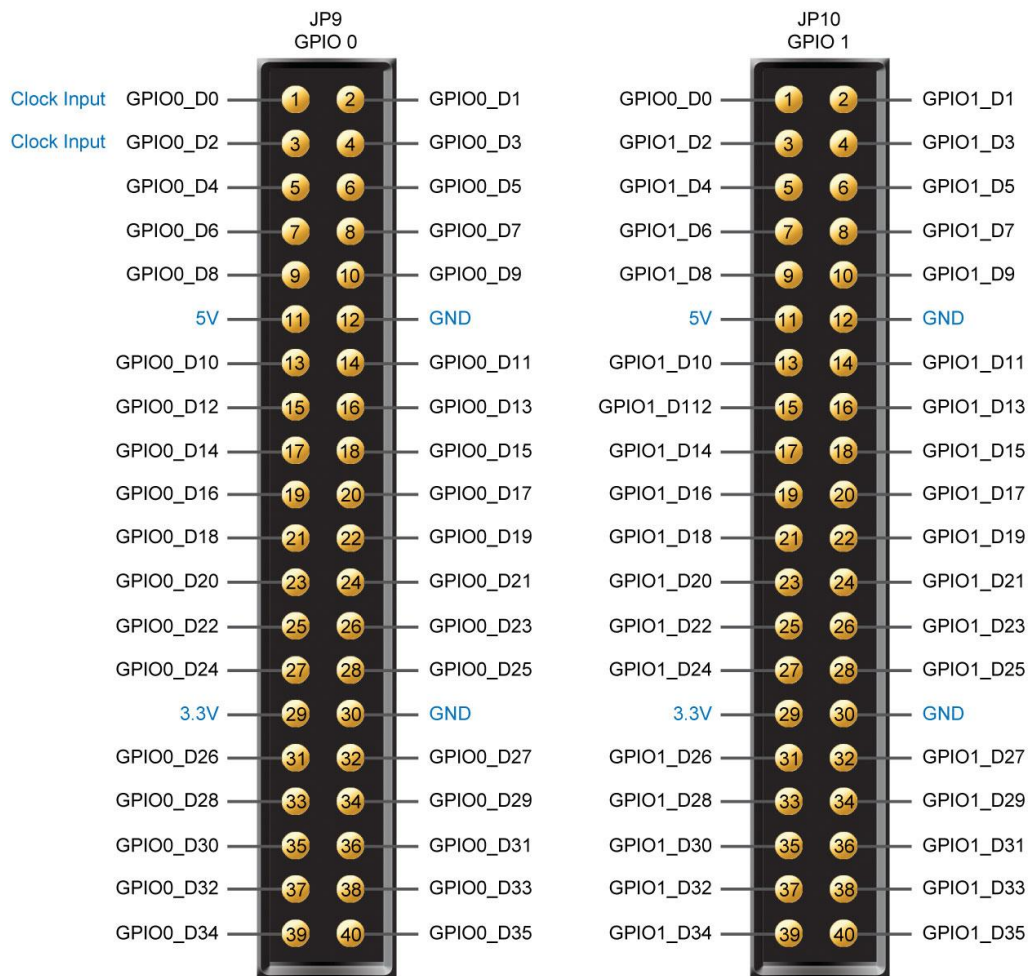 JP9
GPIO 0
Clock Input GPIO0_D0 1 2 GPIO0_D1
Clock Input GPIO0_D2 3 4 GPIO0_D3
GPIO0_D4 5 6 GPIO0_D5
GPIO0_D6 7 8 GPIO0_D7
GPIO0_D8 9 10 GPIO0_D9
5V 11 12 GND
GPIO0_D10 13 14 GPIO0_D11
GPIO0_D12 15 16 GPIO0_D13
GPIO0_D14 17 18 GPIO0_D15
GPIO0_D16 19 20 GPIO0_D17
GPIO0_D18 21 22 GPIO0_D19
GPIO0_D20 23 24 GPIO0_D21
GPIO0_D22 25 26 GPIO0_D23
GPIO0_D24 27 28 GPIO0_D25
3.3V 29 30 GND
GPIO0_D26 31 32 GPIO0_D27
GPIO0_D28 33 34 GPIO0_D29
GPIO0_D30 35 36 GPIO0_D31
GPIO0_D32 37 38 GPIO0_D33
GPIO0_D34 39 40 GPIO0_D35
JP10
GPIO 1
GPIO0_D0 1 2 GPIO1_D1
GPIO1_D2 3 4 GPIO1_D3
GPIO1_D4 5 6 GPIO1_D5
GPIO1_D6 7 8 GPIO1_D7
GPIO1_D8 9 10 GPIO1_D9
5V 11 12 GND
GPIO1_D10 13 14 GPIO1_D11
GPIO1_D112 15 16 GPIO1_D13
GPIO1_D14 17 18 GPIO1_D15
GPIO1_D16 19 20 GPIO1_D17
GPIO1_D18 21 22 GPIO1_D19
GPIO1_D20 23 24 GPIO1_D21
GPIO1_D22 25 26 GPIO1_D23
GPIO1_D24 27 28 GPIO1_D25
3.3V 29 30 GND
GPIO1_D26 31 32 GPIO1_D27
GPIO1_D28 33 34 GPIO1_D29
GPIO1_D30 35 36 GPIO1_D31
GPIO1_D32 37 38 GPIO1_D33
GPIO1_D34 39 40 GPIO1_D35